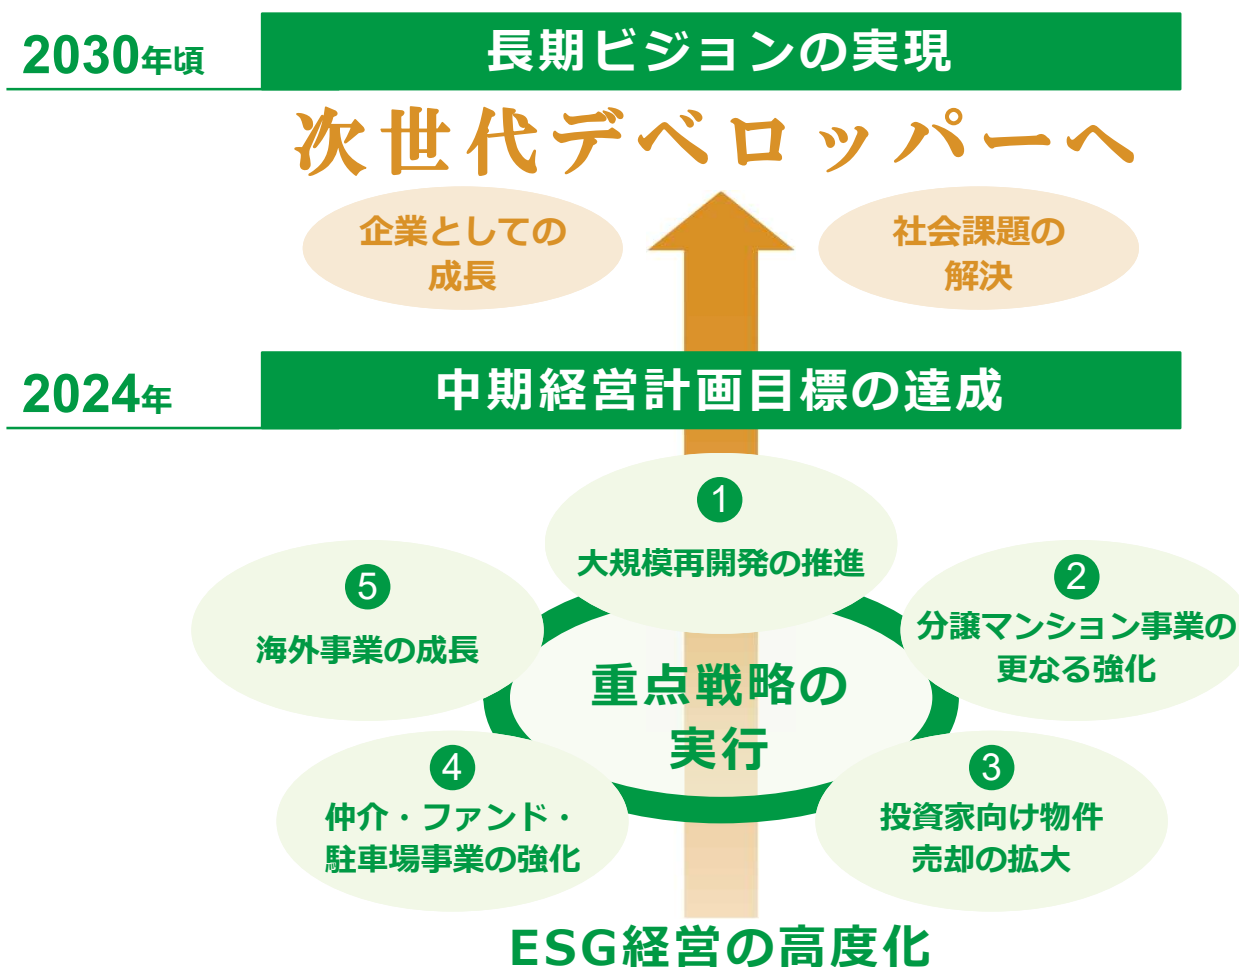 2030年頃
長期ビジョンの実現
次世代デベロッパーへ
企業としての
成長
社会課題の
解決
2024年
中期経営計画目標の達成
1
大規模再開発の推進
2
分譲マンション事業の
更なる強化
3
投資家向け物件
売却の拡大
4
仲介・ファンド・
駐車場事業の強化
5
海外事業の成長
重点戦略の
実行
ESG経営の高度化